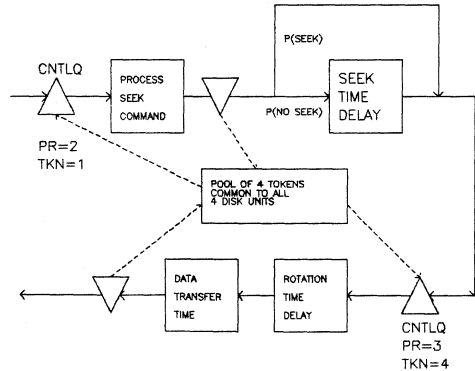 P(SEEK)
CNTLQ
PROCESS
SEEK
COMMAND
SEEK
TIME
DELAY
P(NO SEEK)
PR=2
TKN=1
POOL OF 4 TOKENS
COMMON TO ALL
4 DISK UNITS
DATA
TRANSFER
TIME
ROTATION
TIME
DELAY
CNTLQ
PR=3
TKN=4